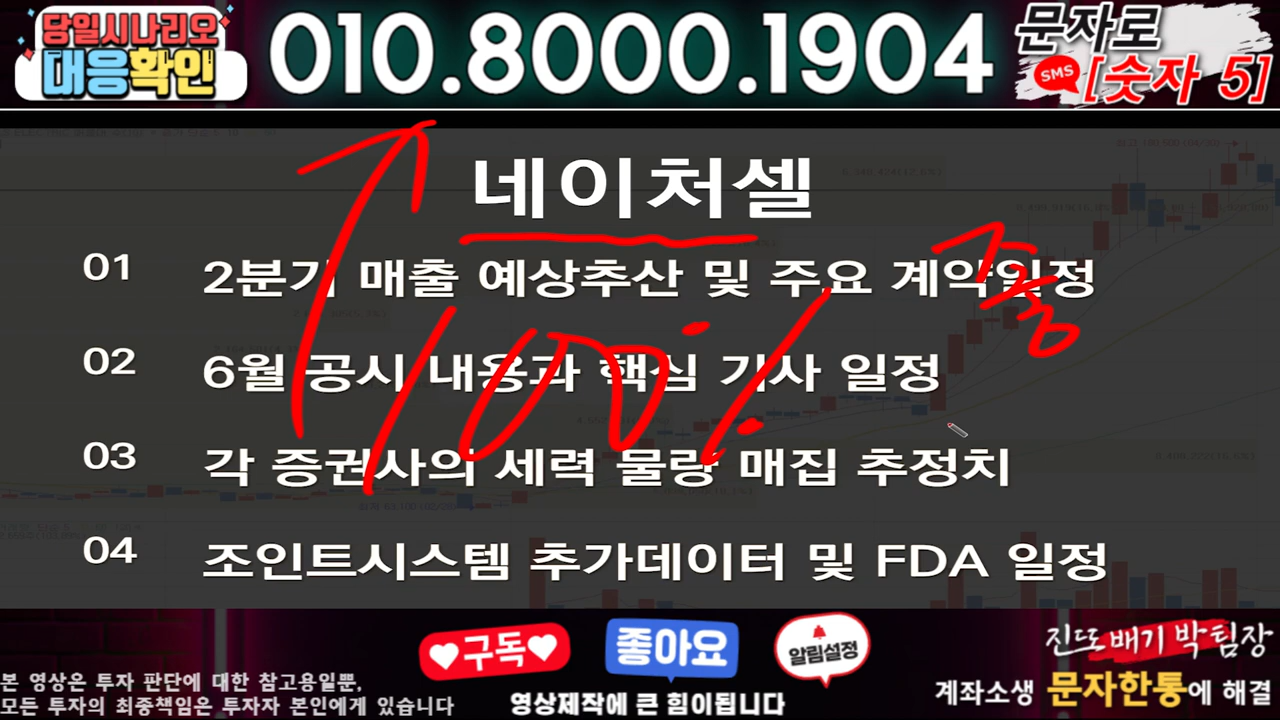 당일시나리오
대응확인
010.8000.1904
문자로
SMS
[숫자 5]
네이처셀
01 2분기 매출 예상추산 및 주요 계약일정
02 6월 공시 내용과 핵심 기사 일정
03 각 증권사의 세력 물량 매집 추정치
04 조인트시스템 추가데이터 및 FDA 일정
100%
구독
좋아요
알림설정
진또배기 박팀장
본 영상은 투자 판단에 대한 참고용일뿐,
모든 투자의 최종책임은 투자자 본인에게 있습니다
영상제작에 큰 힘이됩니다
계좌소생 문자한통에 해결